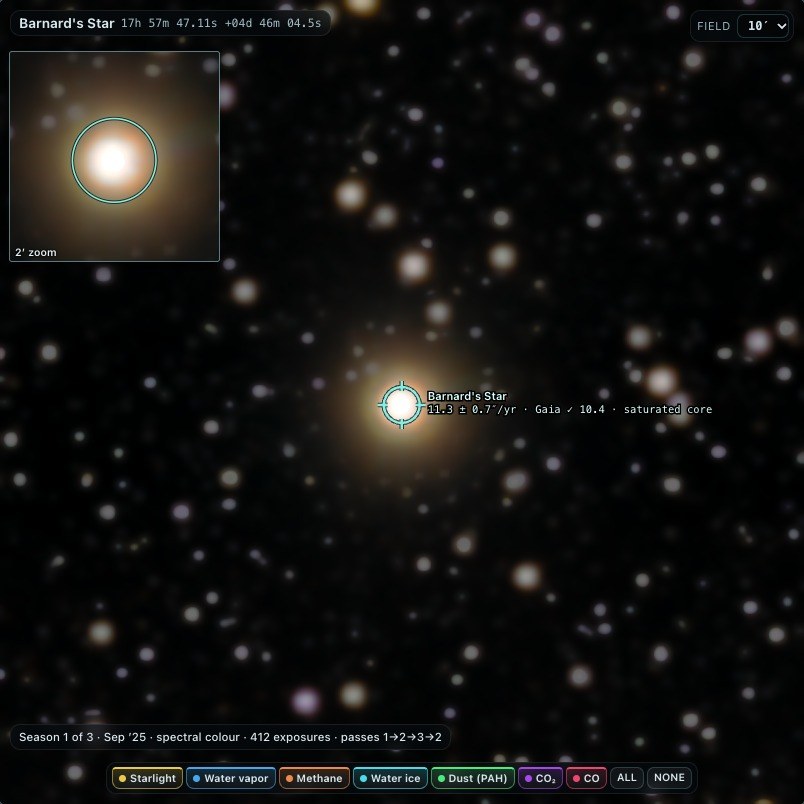 Barnard's Star 17h 57m 47.11s +04d 46m 04.5s
FIELD 10′
2′ zoom
Barnard's Star
11.3 ± 0.7″/yr · Gaia ✓ 10.4 · saturated core
Season 1 of 3 · Sep ’25 · spectral colour · 412 exposures · passes 1→2→3→2
Starlight Water vapor Methane Water ice Dust (PAH) CO₂ CO ALL NONE